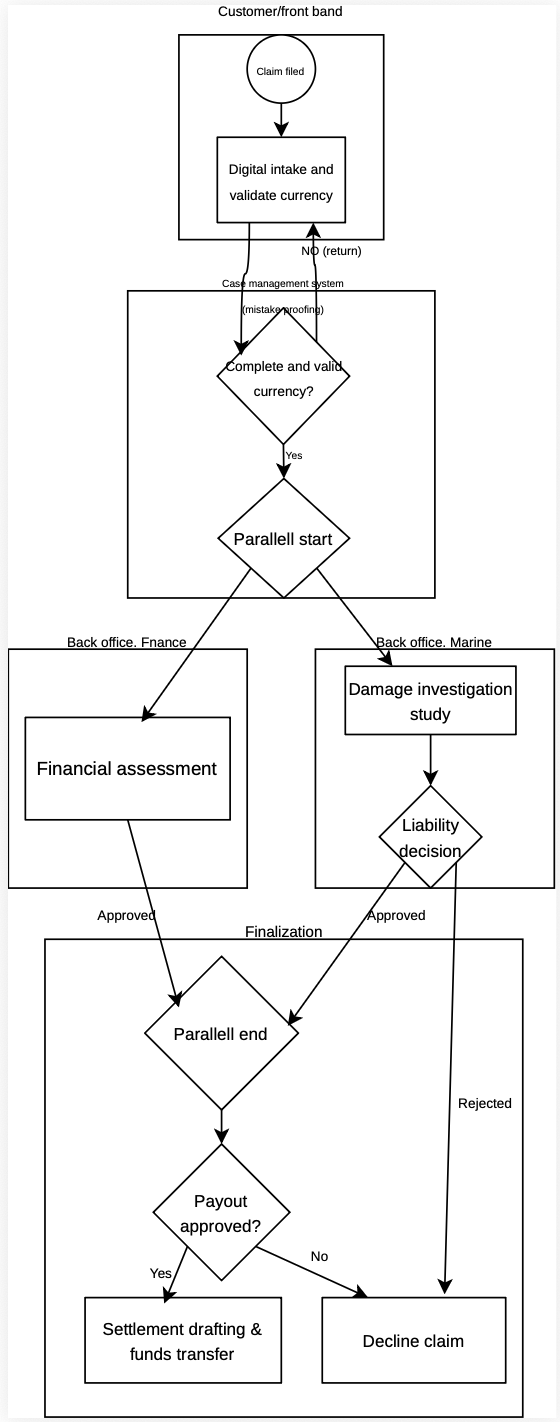 Customer/front band
Claim filed
Digital intake and
validate currency
NO (return)
Case management system
(mistake proofing)
Complete and valid
currency?
Yes
Parallell start
Back office. Fnance
Back office. Marine
Damage investigation
study
Financial assessment
Liability
decision
Approved
Approved
Finalization
Parallell end
Rejected
Payout
approved?
No
Yes
Settlement drafting &
funds transfer
Decline claim